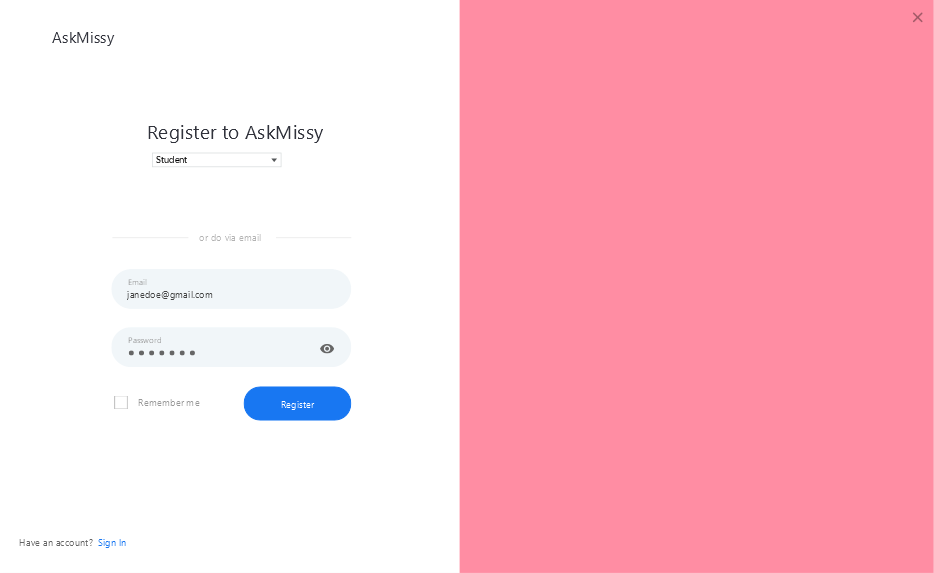 AskMissy
Register to AskMissy
Student
or do via email
Email
janedoe@gmail.com
Password
Remember me
Register
Have an account? Sign In